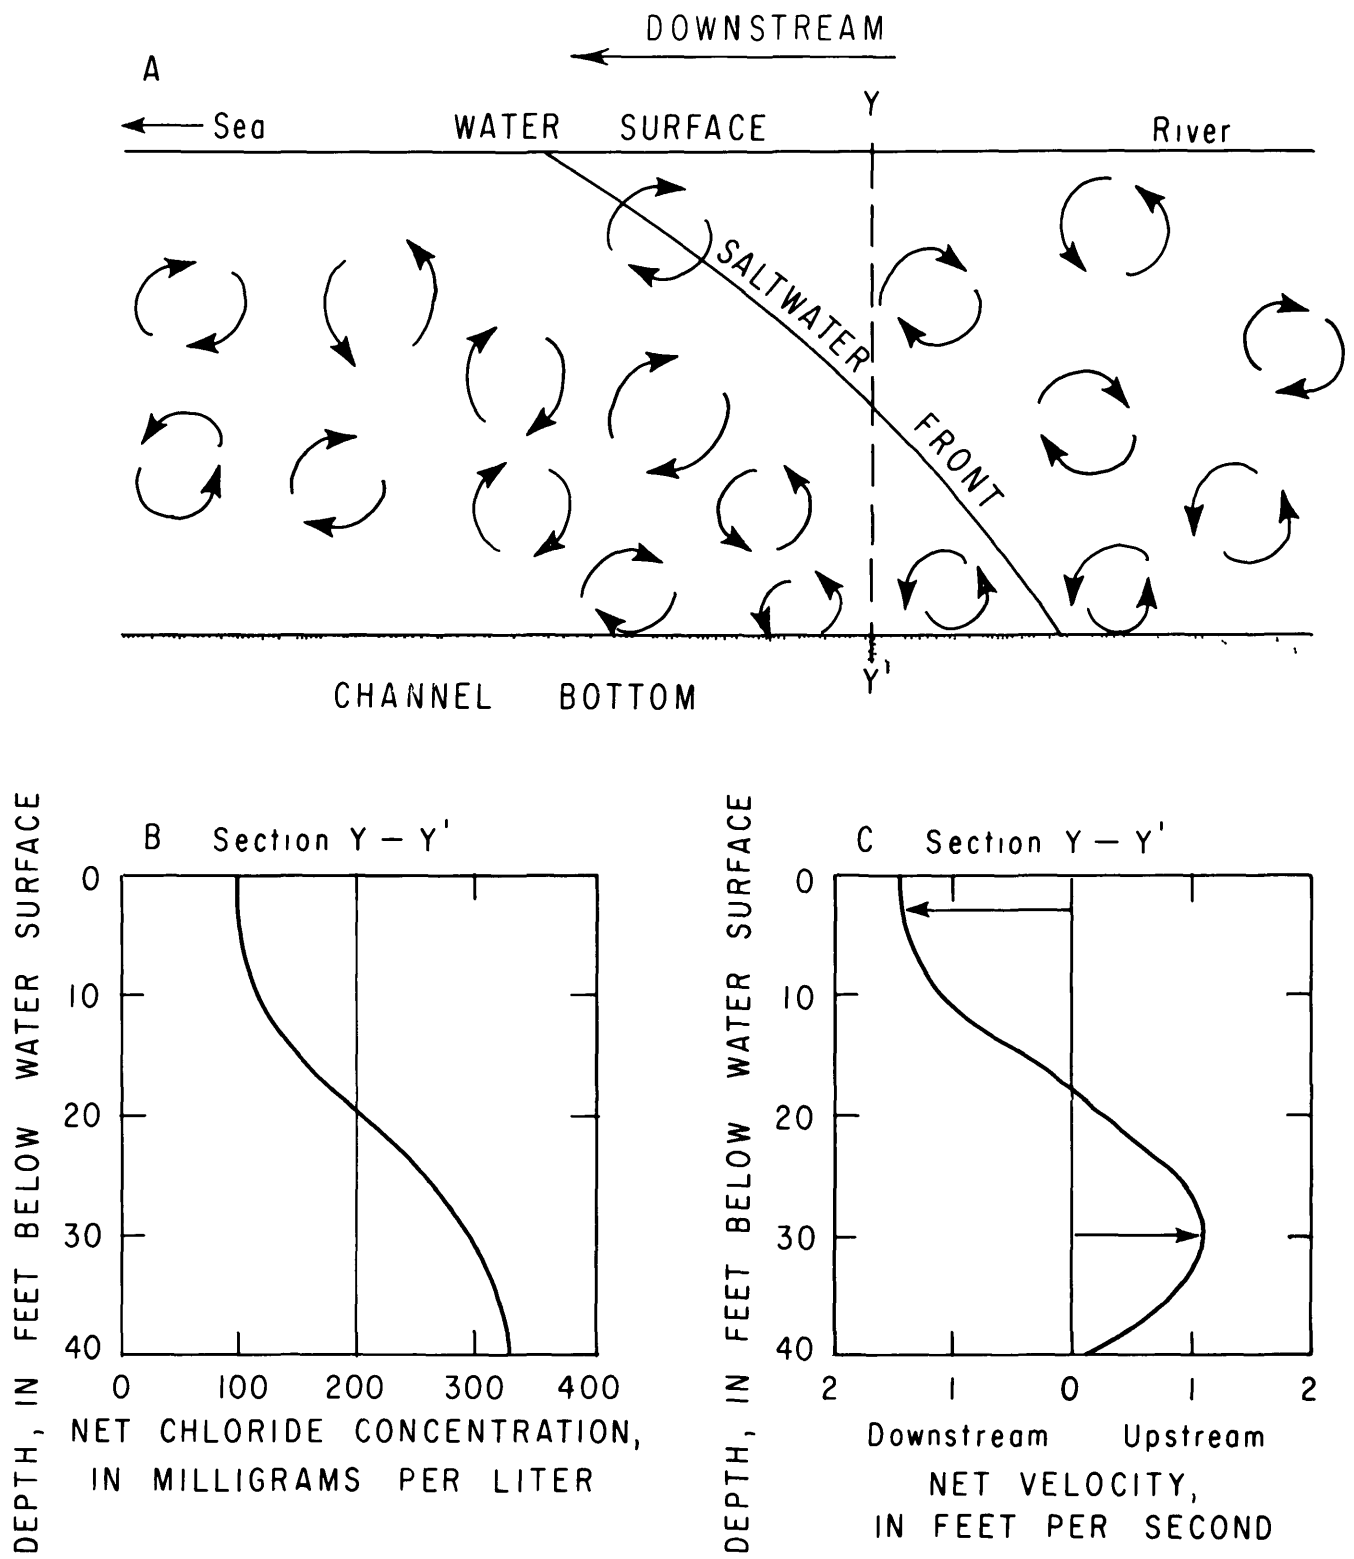 DOWNSTREAM
A
Y
Sea
WATER SURFACE
River
SALTWATER FRONT
Y'
CHANNEL BOTTOM
B Section Y – Y'
DEPTH, IN FEET BELOW WATER SURFACE
0
10
20
30
40
0 100 200 300 400
NET CHLORIDE CONCENTRATION,
IN MILLIGRAMS PER LITER
C Section Y – Y'
DEPTH, IN FEET BELOW WATER SURFACE
0
10
20
30
40
2 1 0 1 2
Downstream Upstream
NET VELOCITY,
IN FEET PER SECOND